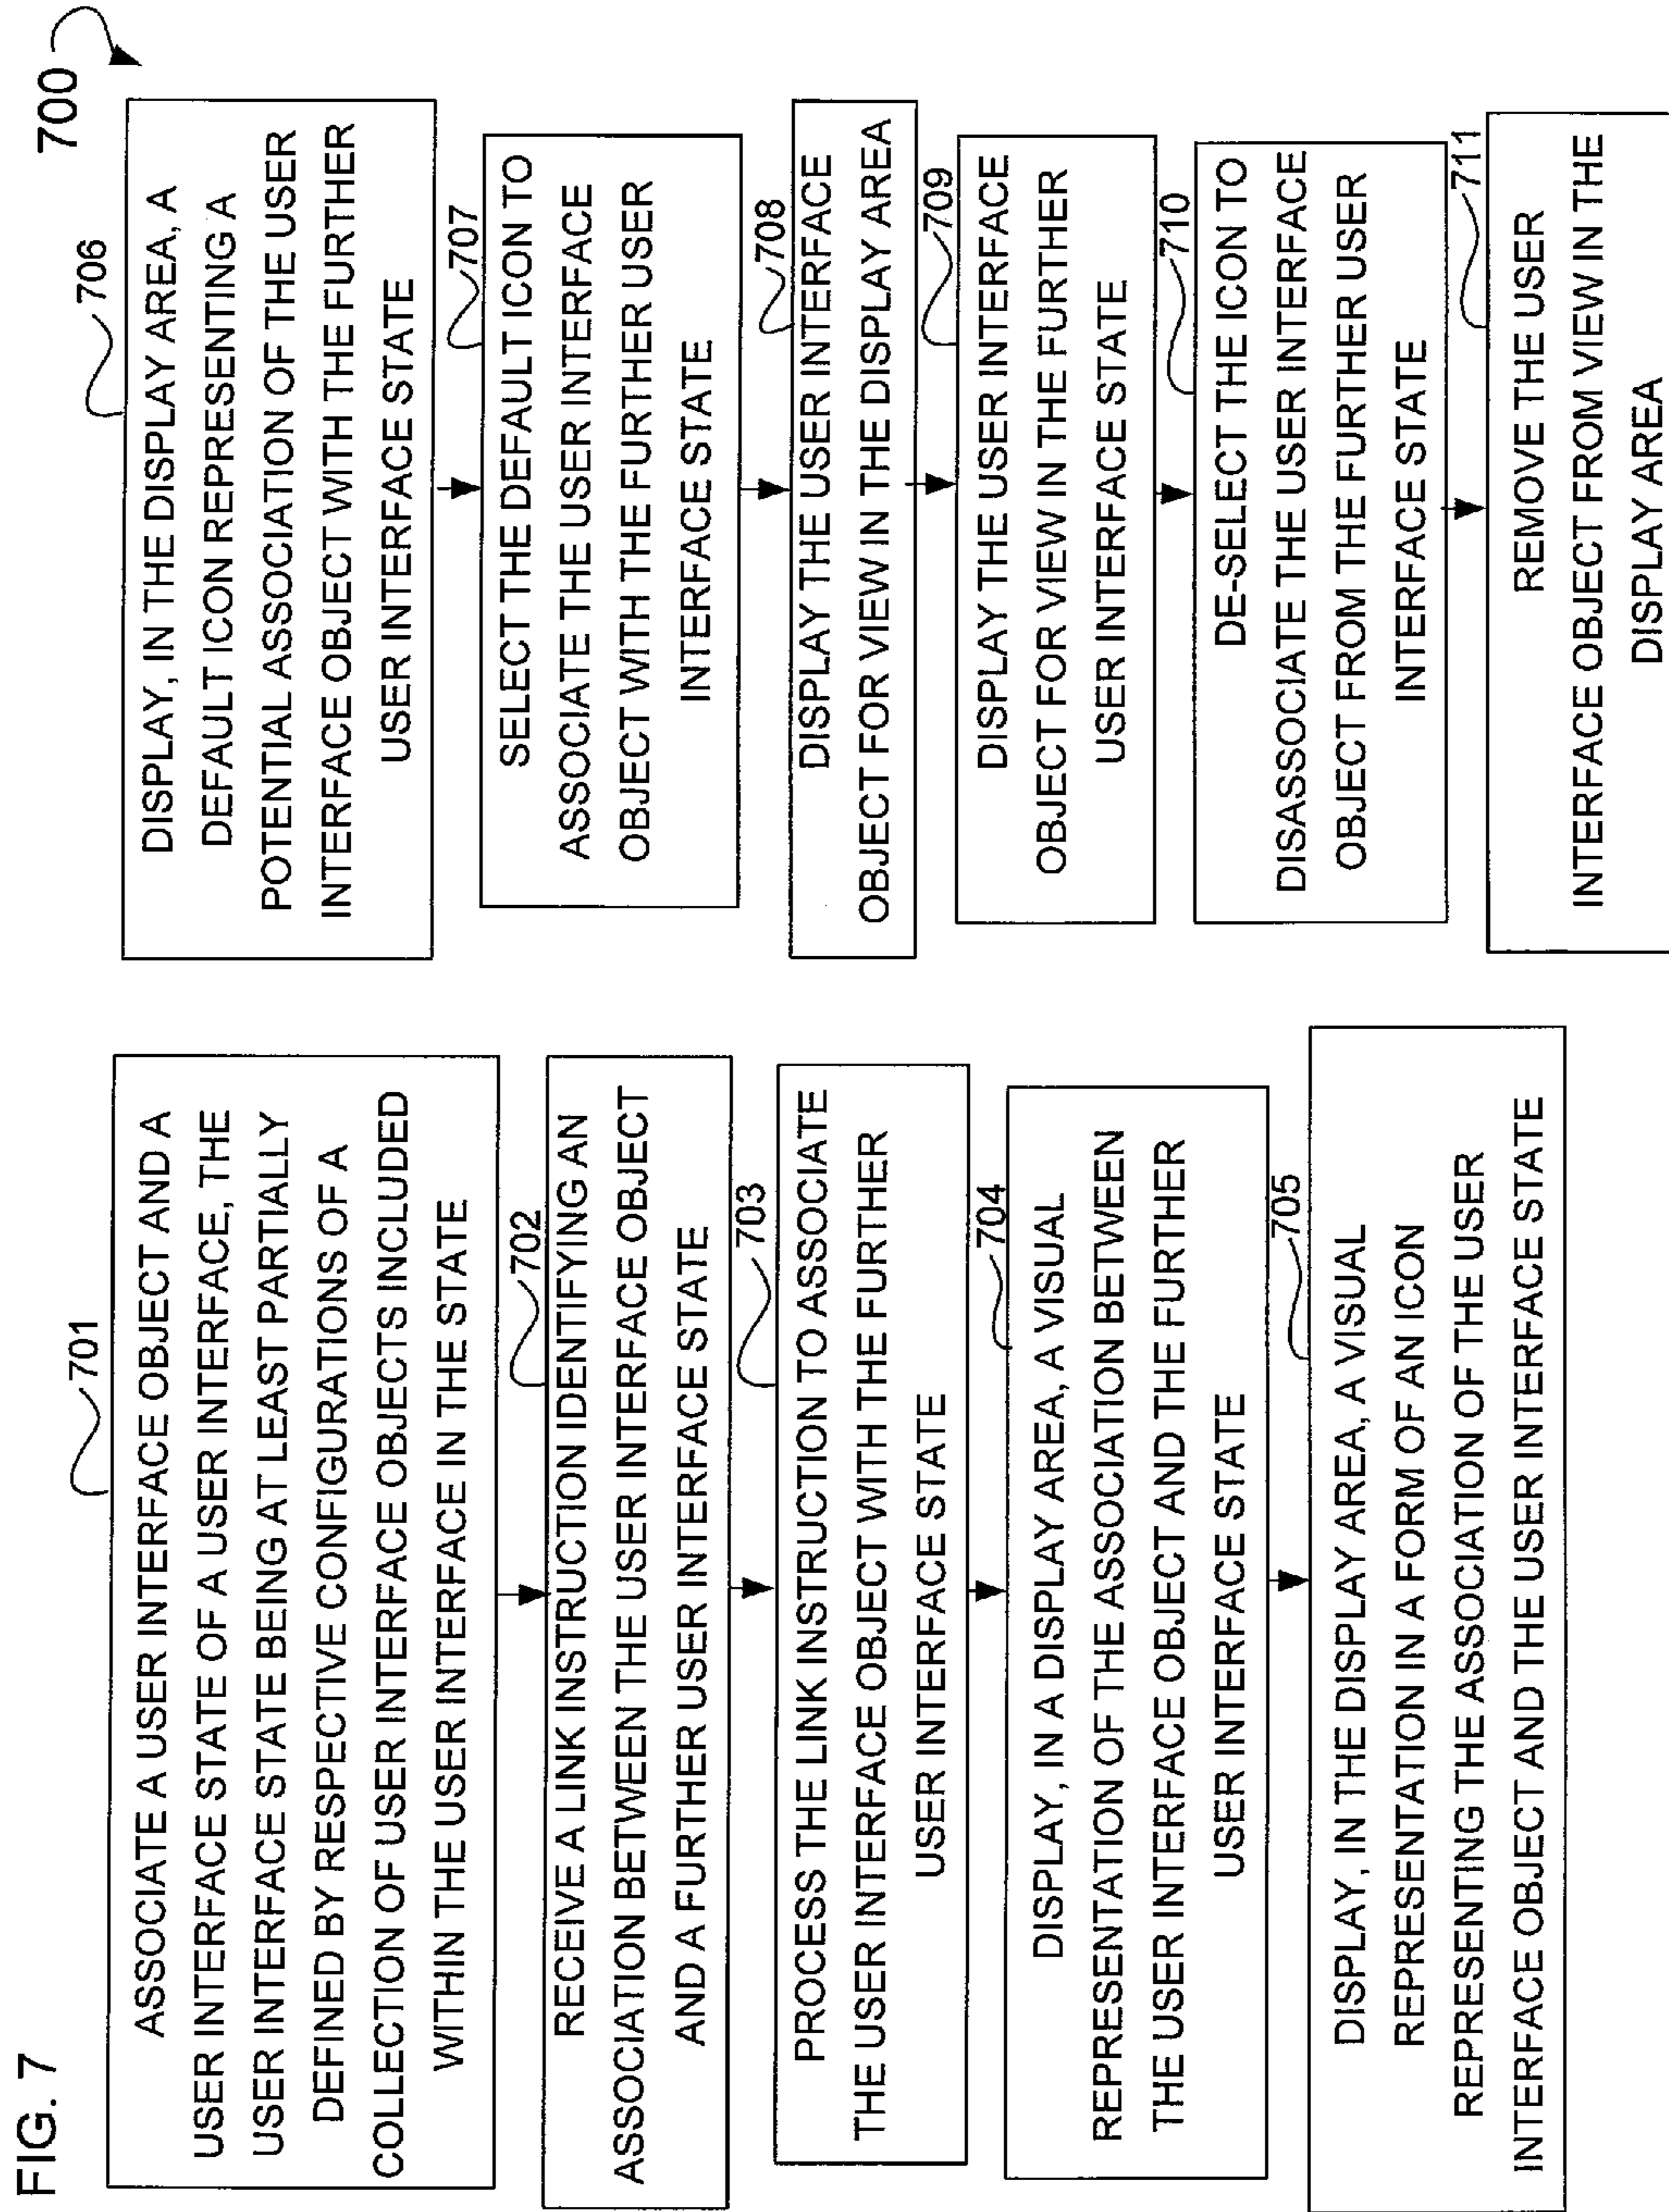 FIG. 7
700
701
ASSOCIATE A USER INTERFACE OBJECT AND A
USER INTERFACE STATE OF A USER INTERFACE, THE
USER INTERFACE STATE BEING AT LEAST PARTIALLY
DEFINED BY RESPECTIVE CONFIGURATIONS OF A
COLLECTION OF USER INTERFACE OBJECTS INCLUDED
WITHIN THE USER INTERFACE IN THE STATE
702
RECEIVE A LINK INSTRUCTION IDENTIFYING AN
ASSOCIATION BETWEEN THE USER INTERFACE OBJECT
AND A FURTHER USER INTERFACE STATE
703
PROCESS THE LINK INSTRUCTION TO ASSOCIATE
THE USER INTERFACE OBJECT WITH THE FURTHER
USER INTERFACE STATE
704
DISPLAY, IN A DISPLAY AREA, A VISUAL
REPRESENTATION OF THE ASSOCIATION BETWEEN
THE USER INTERFACE OBJECT AND THE FURTHER
USER INTERFACE STATE
705
DISPLAY, IN THE DISPLAY AREA, A VISUAL
REPRESENTATION IN A FORM OF AN ICON
REPRESENTING THE ASSOCIATION OF THE USER
INTERFACE OBJECT AND THE USER INTERFACE STATE
706
DISPLAY, IN THE DISPLAY AREA, A
DEFAULT ICON REPRESENTING A
POTENTIAL ASSOCIATION OF THE USER
INTERFACE OBJECT WITH THE FURTHER
USER INTERFACE STATE
707
SELECT THE DEFAULT ICON TO
ASSOCIATE THE USER INTERFACE
OBJECT WITH THE FURTHER USER
INTERFACE STATE
708
DISPLAY THE USER INTERFACE
OBJECT FOR VIEW IN THE DISPLAY AREA
709
DISPLAY THE USER INTERFACE
OBJECT FOR VIEW IN THE FURTHER
USER INTERFACE STATE
710
DE-SELECT THE ICON TO
DISASSOCIATE THE USER INTERFACE
OBJECT FROM THE FURTHER USER
INTERFACE STATE
711
REMOVE THE USER
INTERFACE OBJECT FROM VIEW IN THE
DISPLAY AREA